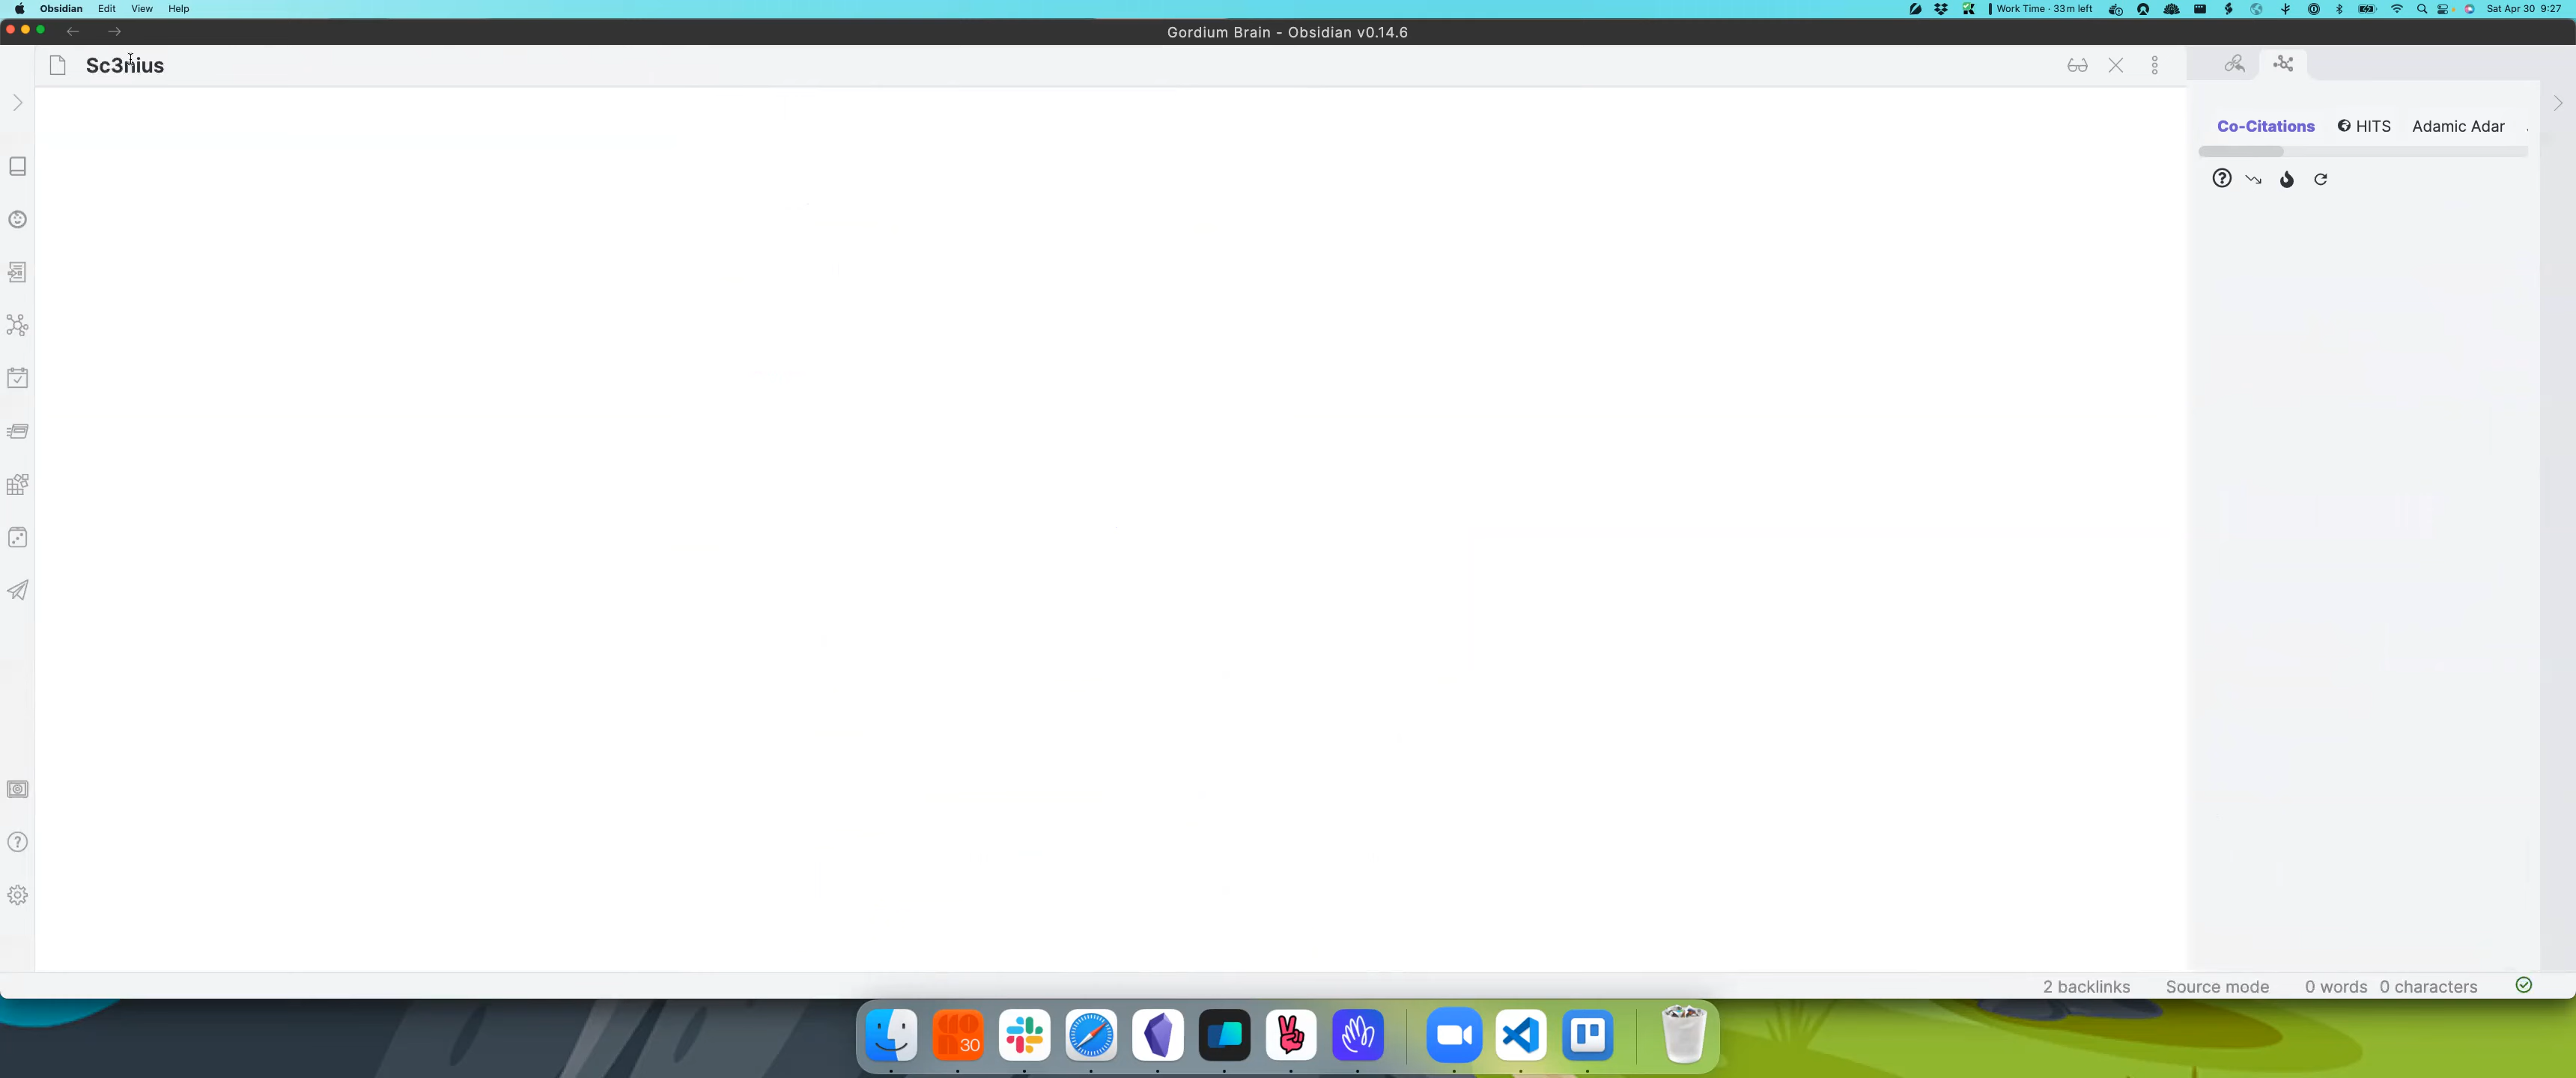 Obsidian Edit View Help Work Time · 33m left Sat Apr 30 9:27
Gordium Brain - Obsidian v0.14.6
Sc3nius
Co-Citations HITS Adamic Adar
30
2 backlinks Source mode 0 words 0 characters